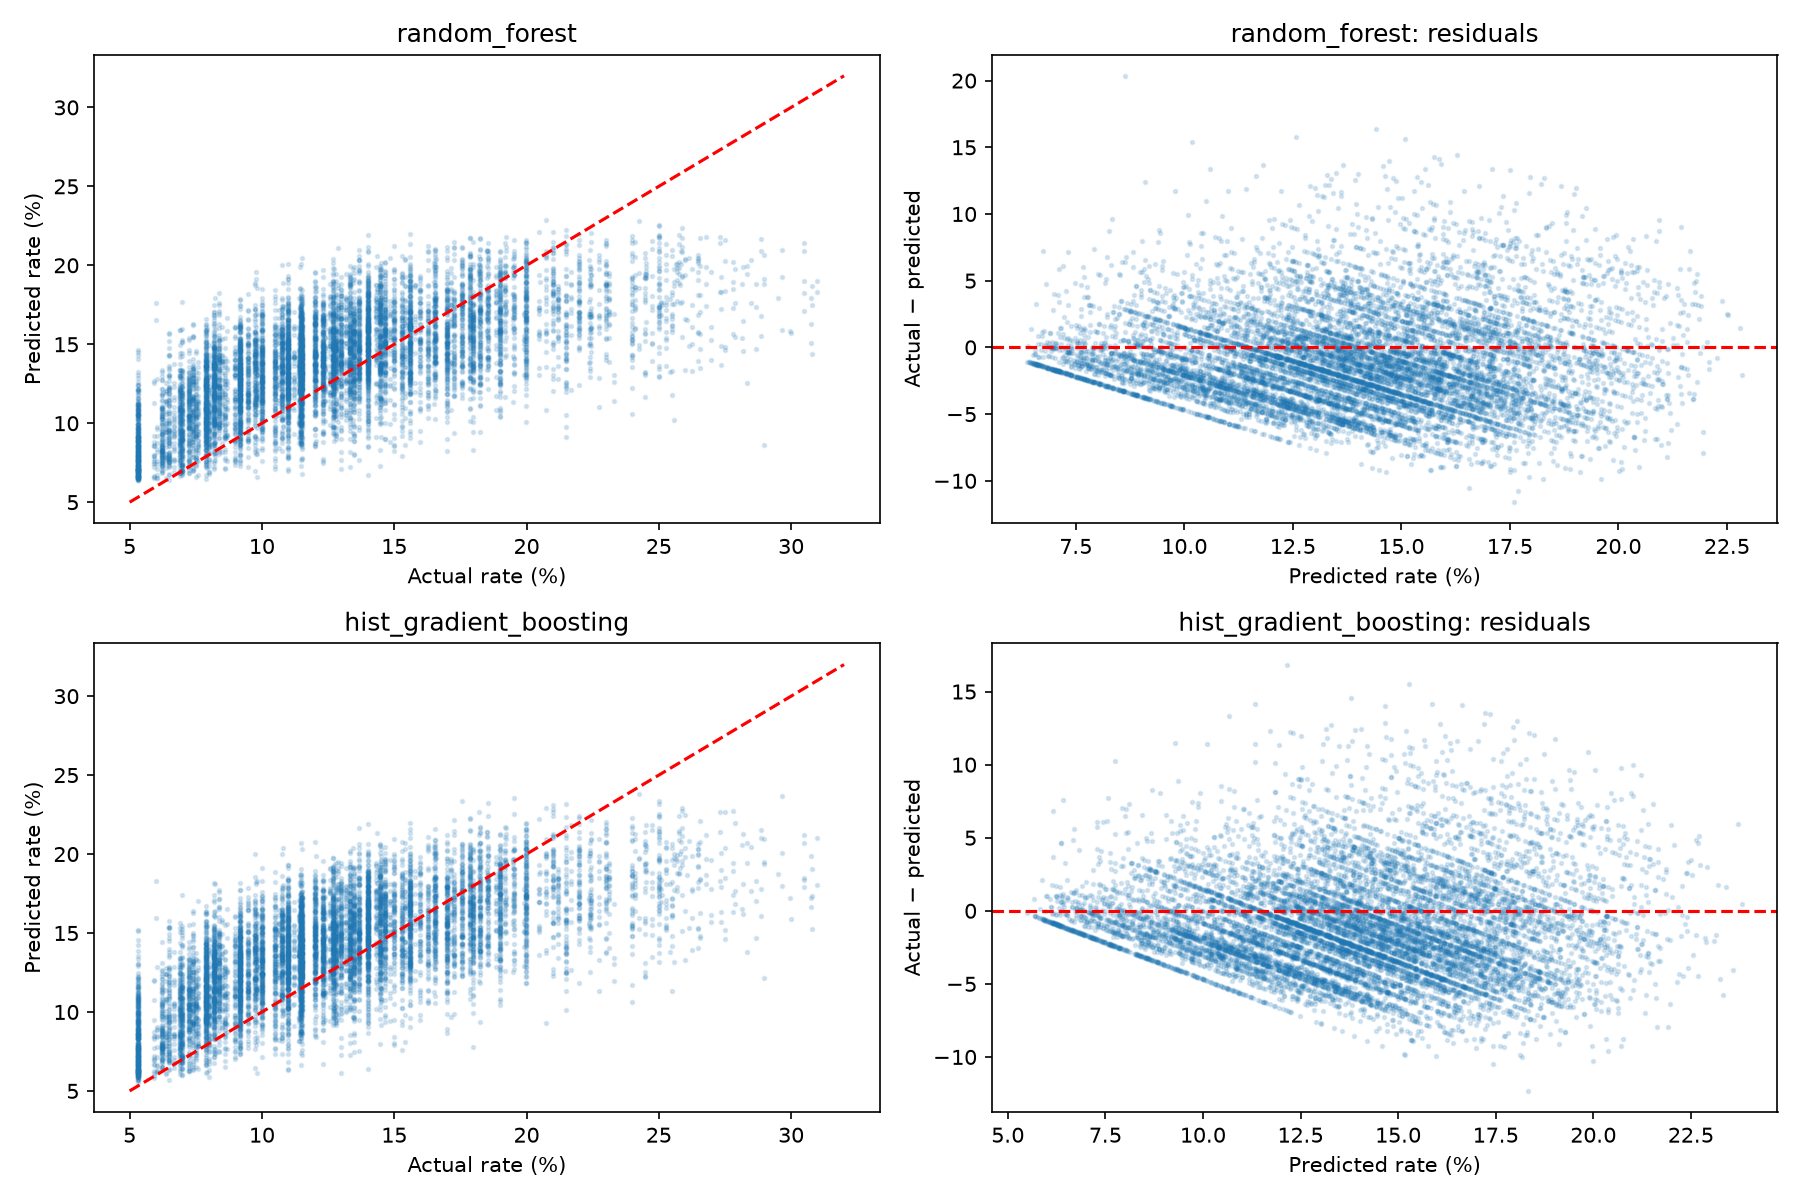 random_forest
Predicted rate (%)
30
25
20
15
10
5
5 10 15 20 25 30
Actual rate (%)
random_forest: residuals
Actual − predicted
20
15
10
5
0
−5
−10
7.5 10.0 12.5 15.0 17.5 20.0 22.5
Predicted rate (%)
hist_gradient_boosting
Predicted rate (%)
30
25
20
15
10
5
5 10 15 20 25 30
Actual rate (%)
hist_gradient_boosting: residuals
Actual − predicted
15
10
5
0
−5
−10
5.0 7.5 10.0 12.5 15.0 17.5 20.0 22.5
Predicted rate (%)